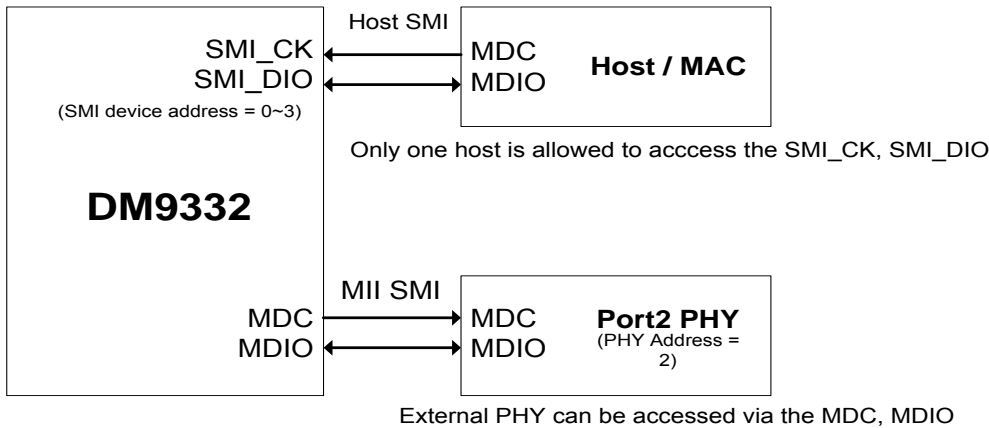 Host SMI
SMI_CK
MDC
SMI_DIO
MDIO
Host / MAC
(SMI device address = 0~3)
Only one host is allowed to acccess the SMI_CK, SMI_DIO
DM9332
MII SMI
MDC
MDC
MDIO
MDIO
Port2 PHY
(PHY Address =
2)
External PHY can be accessed via the MDC, MDIO